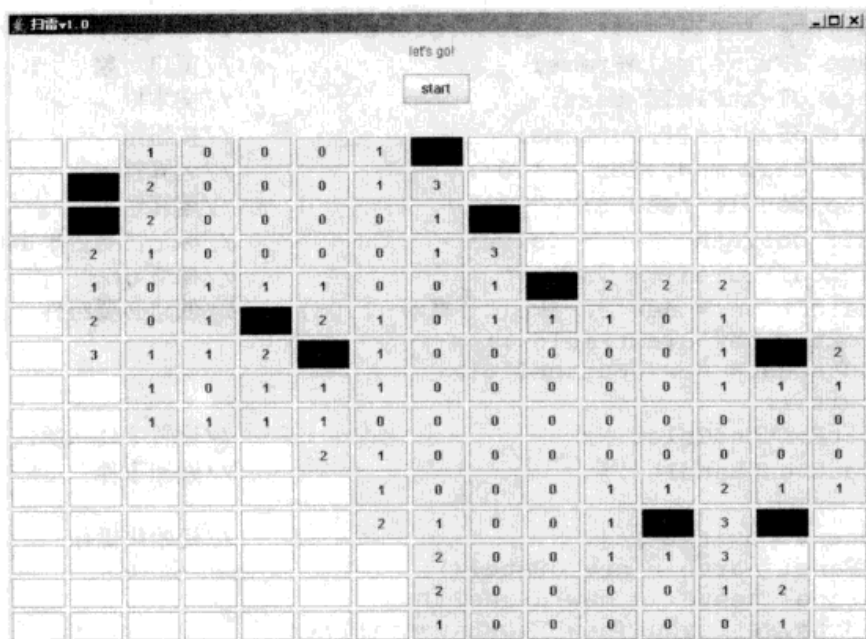 扫雷v1.0
let's go!
start
1 0 0 0 0 1
2 0 0 0 1 3
2 0 0 0 0 1
2 1 0 0 0 0 1 3
1 0 1 1 1 0 0 1 2 2 2
2 0 1 2 1 0 1 1 1 0 1
3 1 1 2 1 0 0 0 0 0 1 2
1 0 1 1 1 0 0 0 0 0 1 1 1
1 1 1 1 0 0 0 0 0 0 0 0 0
2 1 0 0 0 0 0 0 0 0
1 0 0 0 1 1 2 1 1
2 1 0 0 1 3
2 0 0 1 1 3
2 0 0 0 0 1 2
1 0 0 0 0 0 1